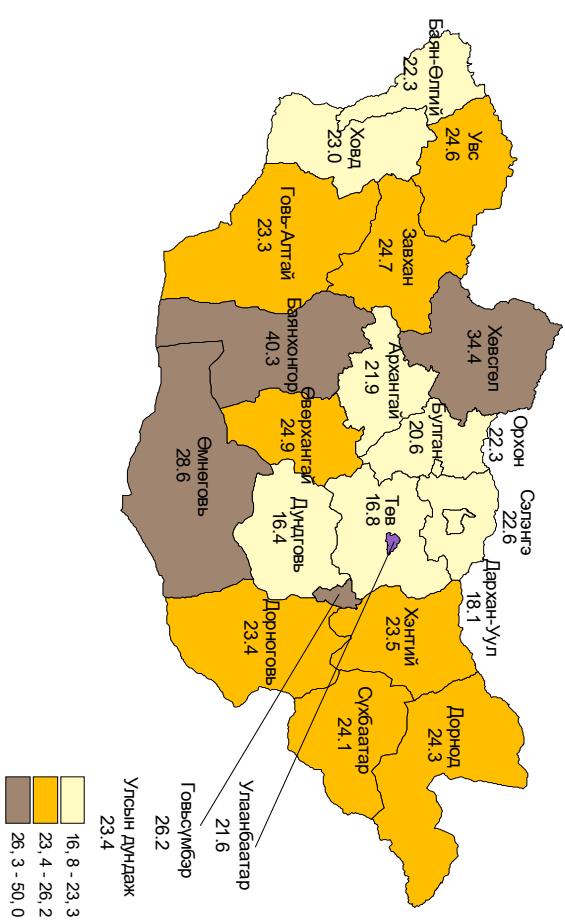 Баян-Өлгий
22.3
Увс
24.6
Ховд
23.0
Говь-Алтай
23.3
Завхан
24.7
Хөвсгөл
34.4
Баянхонгор
40.3
Архангай
21.9
Өверхангай
24.9
Булган
20.6
Орхон
22.3
Сэлэнгэ
22.6
Дархан-Уул
18.1
Төв
16.8
Дундговь
16.4
Өмнөговь
28.6
Дорноговь
23.4
Хэнтий
23.5
Сүхбаатар
24.1
Дорнод
24.3
Улаанбаатар
21.6
Говьсүмбэр
26.2
Улсын дундаж
23.4
16, 8 - 23, 3
23, 4 - 26, 2
26, 3 - 50, 0